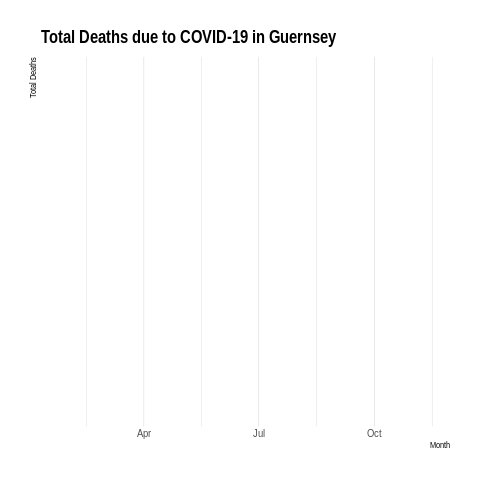 Total Deaths due to COVID-19 in Guernsey
Total Deaths
Apr Jul Oct
Month